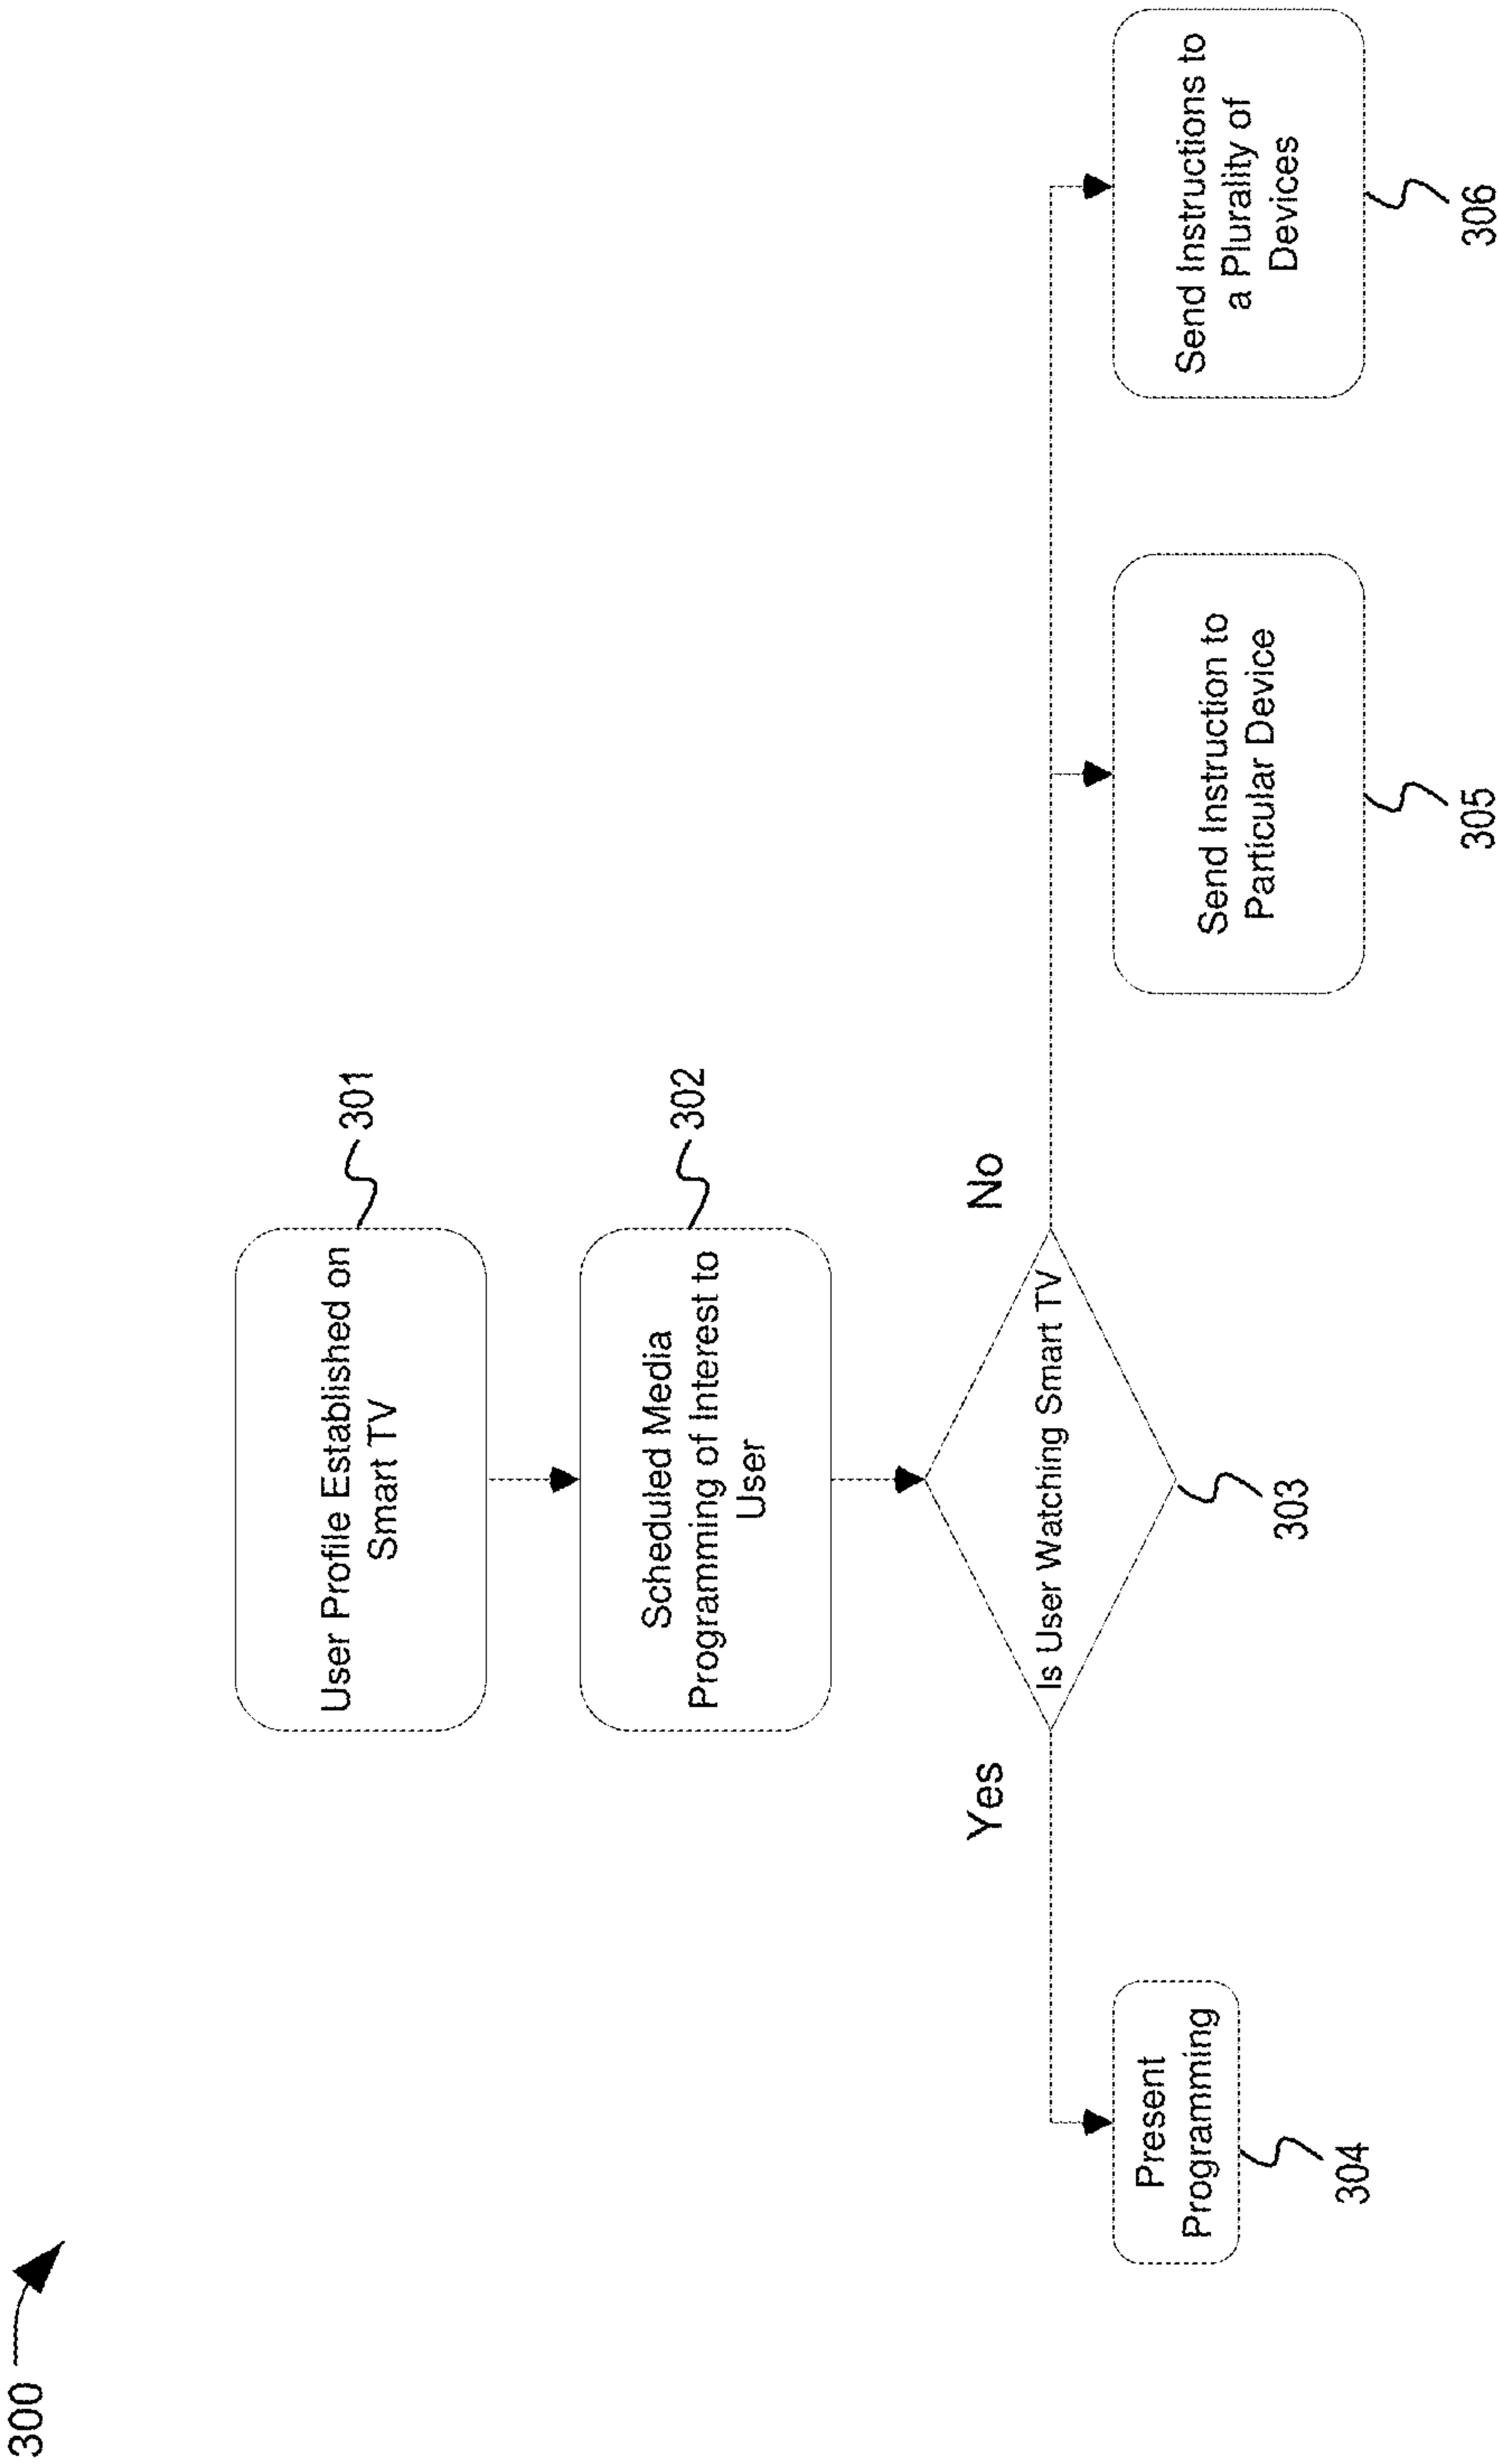 300
User Profile Established on
Smart TV
301
Scheduled Media
Programming of Interest to
User
302
Yes
No
Is User Watching Smart TV
303
Present
Programming
304
Send Instruction to
Particular Device
305
Send Instructions to
a Plurality of
Devices
306